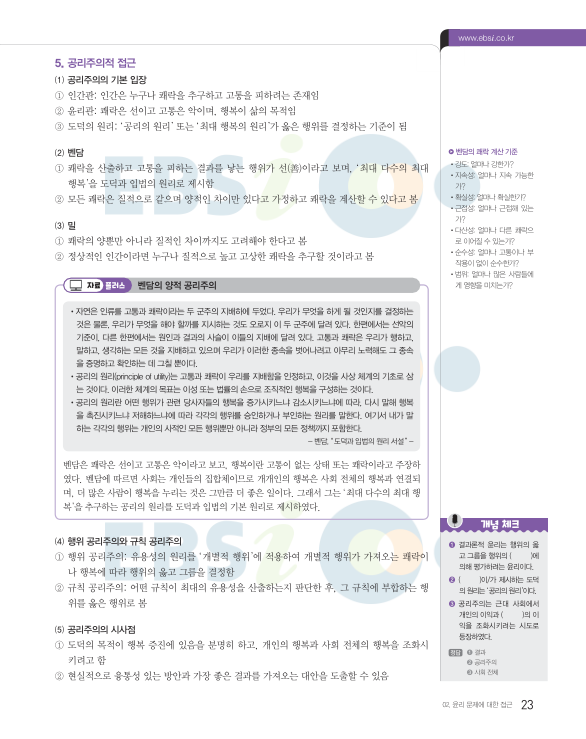 www.ebsi.co.kr
5. 공리주의적 접근
(1) 공리주의의 기본 입장
① 인간관: 인간은 누구나 쾌락을 추구하고 고통을 피하려는 존재임
② 윤리관: 쾌락은 선이고 고통은 악이며, 행복이 삶의 목적임
③ 도덕의 원리: ‘공리의 원리’ 또는 ‘최대 행복의 원리’가 옳은 행위를 결정하는 기준이 됨
(2) 벤담
① 쾌락을 산출하고 고통을 피하는 결과를 낳는 행위가 선(善)이라고 보며, ‘최대 다수의 최대
행복’을 도덕과 입법의 원리로 제시함
② 모든 쾌락은 질적으로 같으며 양적인 차이만 있다고 가정하고 쾌락을 계산할 수 있다고 봄
(3) 밀
① 쾌락의 양뿐만 아니라 질적인 차이까지도 고려해야 한다고 봄
② 정상적인 인간이라면 누구나 질적으로 높고 고상한 쾌락을 추구할 것이라고 봄
자료 플러스 벤담의 양적 공리주의
• 자연은 인류를 고통과 쾌락이라는 두 군주의 지배하에 두었다. 우리가 무엇을 하게 될 것인지를 결정하는
것은 물론, 우리가 무엇을 해야 할까를 지시하는 것도 오로지 이 두 군주에 달려 있다. 한편에서는 선악의
기준이, 다른 한편에서는 원인과 결과의 사슬이 이들의 지배에 달려 있다. 고통과 쾌락은 우리가 행하고,
말하고, 생각하는 모든 것을 지배하고 있으며 우리가 이러한 종속을 벗어나려고 아무리 노력해도 그 종속
을 증명하고 확인하는 데 그칠 뿐이다.
• 공리의 원리(principle of utility)는 고통과 쾌락이 우리를 지배함을 인정하고, 이것을 사상 체계의 기초로 삼
는 것이다. 이러한 체계의 목표는 이성 또는 법률의 손으로 조직적인 행복을 구성하는 것이다.
• 공리의 원리란 어떤 행위가 관련 당사자들의 행복을 증가시키느냐 감소시키느냐에 따라, 다시 말해 행복
을 촉진시키느냐 저해하느냐에 따라 각각의 행위를 승인하거나 부인하는 원리를 말한다. 여기서 내가 말
하는 각각의 행위는 개인의 사적인 모든 행위뿐만 아니라 정부의 모든 정책까지 포함한다.
– 벤담, “도덕과 입법의 원리 서설” –
벤담은 쾌락은 선이고 고통은 악이라고 보고, 행복이란 고통이 없는 상태 또는 쾌락이라고 주장하
였다. 벤담에 따르면 사회는 개인들의 집합체이므로 개개인의 행복은 사회 전체의 행복과 연결되
며, 더 많은 사람이 행복을 누리는 것은 그만큼 더 좋은 일이다. 그래서 그는 ‘최대 다수의 최대 행
복’을 추구하는 공리의 원리를 도덕과 입법의 기본 원리로 제시하였다.
(4) 행위 공리주의와 규칙 공리주의
① 행위 공리주의: 유용성의 원리를 ‘개별적 행위’에 적용하여 개별적 행위가 가져오는 쾌락이
나 행복에 따라 행위의 옳고 그름을 결정함
② 규칙 공리주의: 어떤 규칙이 최대의 유용성을 산출하는지 판단한 후, 그 규칙에 부합하는 행
위를 옳은 행위로 봄
(5) 공리주의의 시사점
① 도덕의 목적이 행복 증진에 있음을 분명히 하고, 개인의 행복과 사회 전체의 행복을 조화시
키려고 함
② 현실적으로 융통성 있는 방안과 가장 좋은 결과를 가져오는 대안을 도출할 수 있음
벤담의 쾌락 계산 기준
• 강도: 얼마나 강한가?
• 지속성: 얼마나 지속 가능한
가?
• 확실성: 얼마나 확실한가?
• 근접성: 얼마나 근접해 있는
가?
• 다산성: 얼마나 다른 쾌락으
로 이어질 수 있는가?
• 순수성: 얼마나 고통이나 부
작용이 없이 순수한가?
• 범위: 얼마나 많은 사람들에
게 영향을 미치는가?
개념 체크
❶ 결과론적 윤리는 행위의 옳
고 그름을 행위의 ( )에
의해 평가하려는 윤리이다.
❷ ( )이/가 제시하는 도덕
의 원리는 ‘공리의 원리’이다.
❸ 공리주의는 근대 사회에서
개인의 이익과 ( )의 이
익을 조화시키려는 시도로
등장하였다.
정답 ❶ 결과
❷ 공리주의
❸ 사회 전체
02. 윤리 문제에 대한 접근 23
EBSi
EBSi